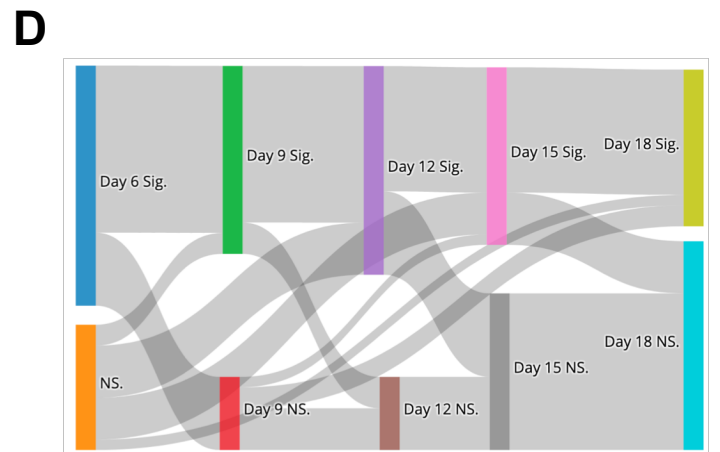 D
Day 6 Sig.
Day 9 Sig.
Day 12 Sig.
Day 15 Sig.
Day 18 Sig.
NS.
Day 9 NS.
Day 12 NS.
Day 15 NS.
Day 18 NS.